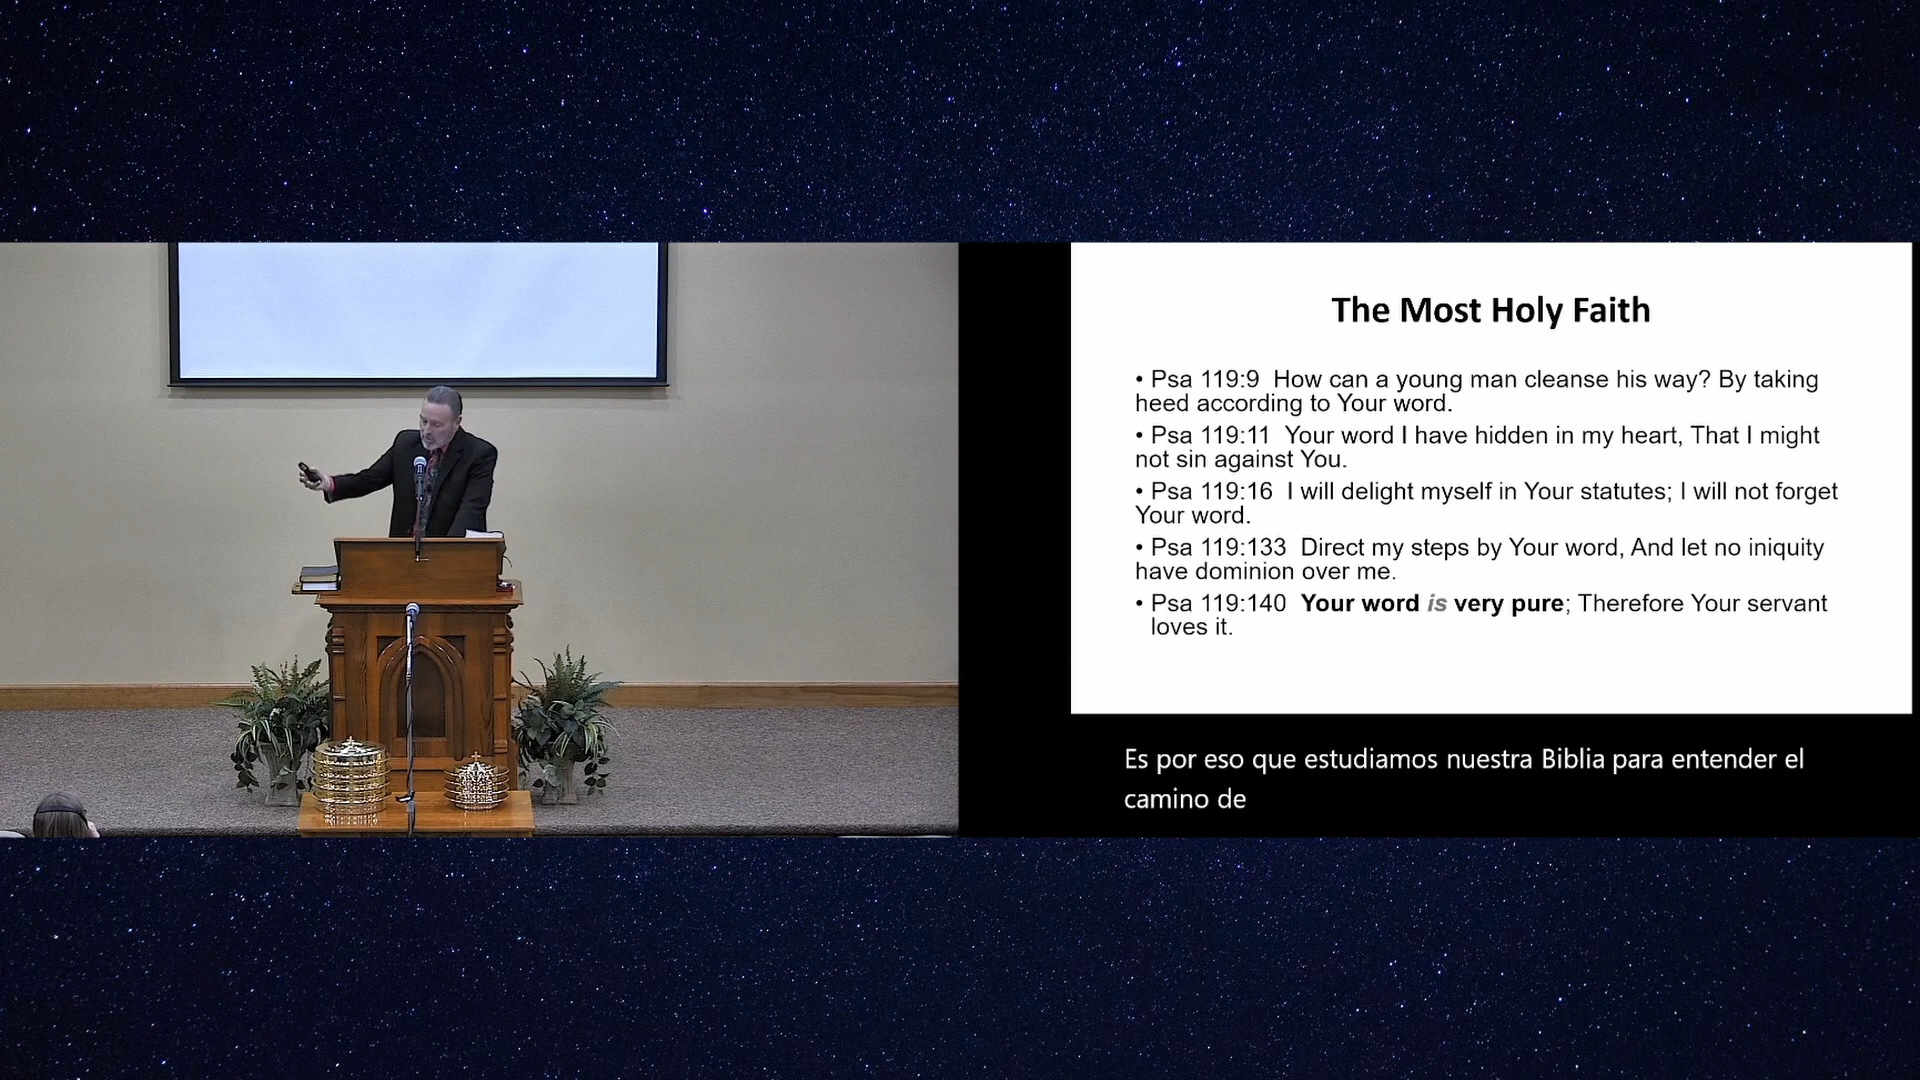 The Most Holy Faith
• Psa 119:9  How can a young man cleanse his way? By taking
heed according to Your word.
• Psa 119:11  Your word I have hidden in my heart, That I might
not sin against You.
• Psa 119:16  I will delight myself in Your statutes; I will not forget
Your word.
• Psa 119:133  Direct my steps by Your word, And let no iniquity
have dominion over me.
• Psa 119:140  Your word is very pure; Therefore Your servant
loves it.
Es por eso que estudiamos nuestra Biblia para entender el
camino de